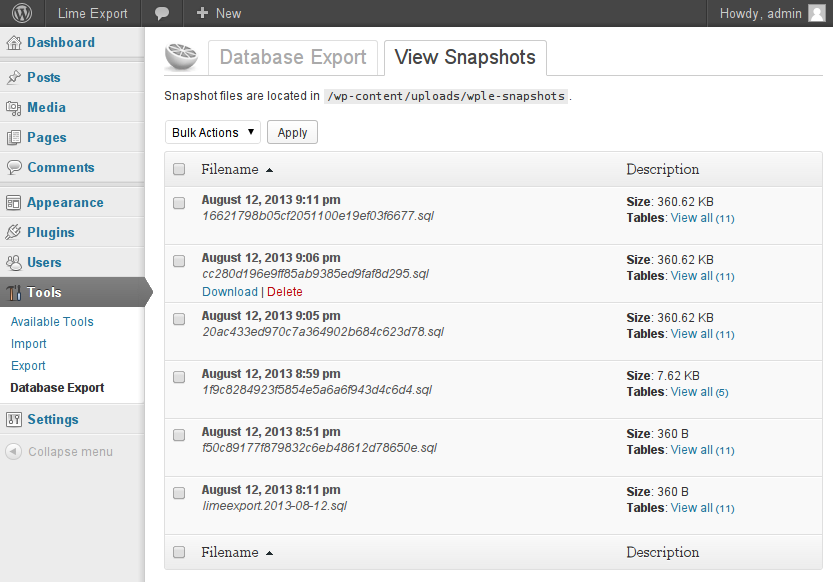 Lime Export
New
Howdy, admin
Dashboard
Posts
Media
Pages
Comments
Appearance
Plugins
Users
Tools
Available Tools
Import
Export
Database Export
Settings
Collapse menu
Database Export
View Snapshots
Snapshot files are located in /wp-content/uploads/wple-snapshots.
Bulk Actions
Apply
Filename Description
August 12, 2013 9:11 pm Size: 360.62 KB
16621798b05cf2051100e19ef03f6677.sql Tables: View all (11)
August 12, 2013 9:06 pm Size: 360.62 KB
cc280d196e9ff85ab9385ed9faf8d295.sql Tables: View all (11)
Download | Delete
August 12, 2013 9:05 pm Size: 360.62 KB
20ac433ed970c7a364902b684c623d78.sql Tables: View all (11)
August 12, 2013 8:59 pm Size: 7.62 KB
1f9c8284923f5854e5a6a6f943d4c6d4.sql Tables: View all (5)
August 12, 2013 8:51 pm Size: 360 B
f50c89177f879832c6eb48612d78650e.sql Tables: View all (11)
August 12, 2013 8:11 pm Size: 360 B
limeexport.2013-08-12.sql Tables: View all (11)
Filename Description